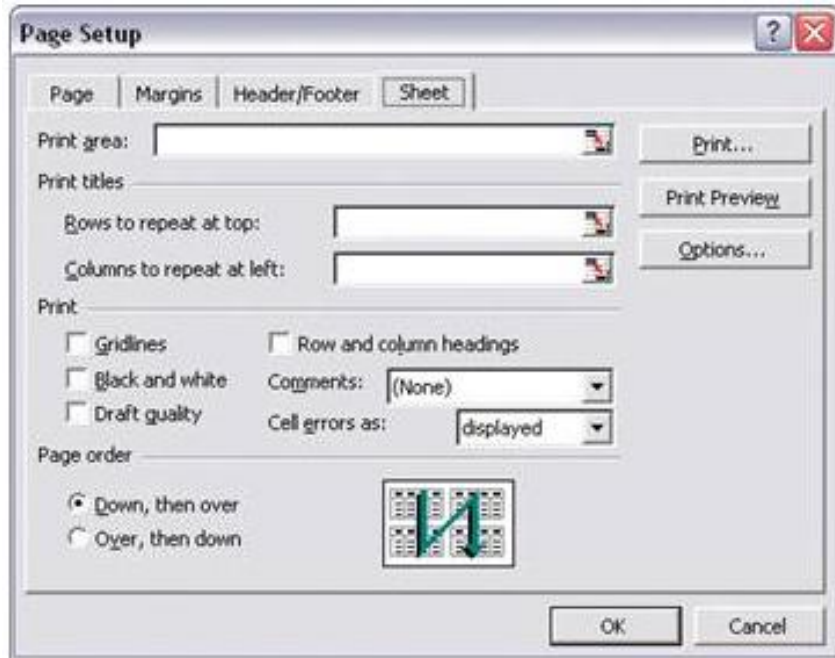 Page Setup
Page Margins Header/Footer Sheet
Print area:
Print...
Print titles
Print Preview
Rows to repeat at top:
Options...
Columns to repeat at left:
Print
Gridlines
Row and column headings
Black and white
Comments: (None)
Draft quality
Cell errors as: displayed
Page order
Down, then over
Over, then down
OK
Cancel